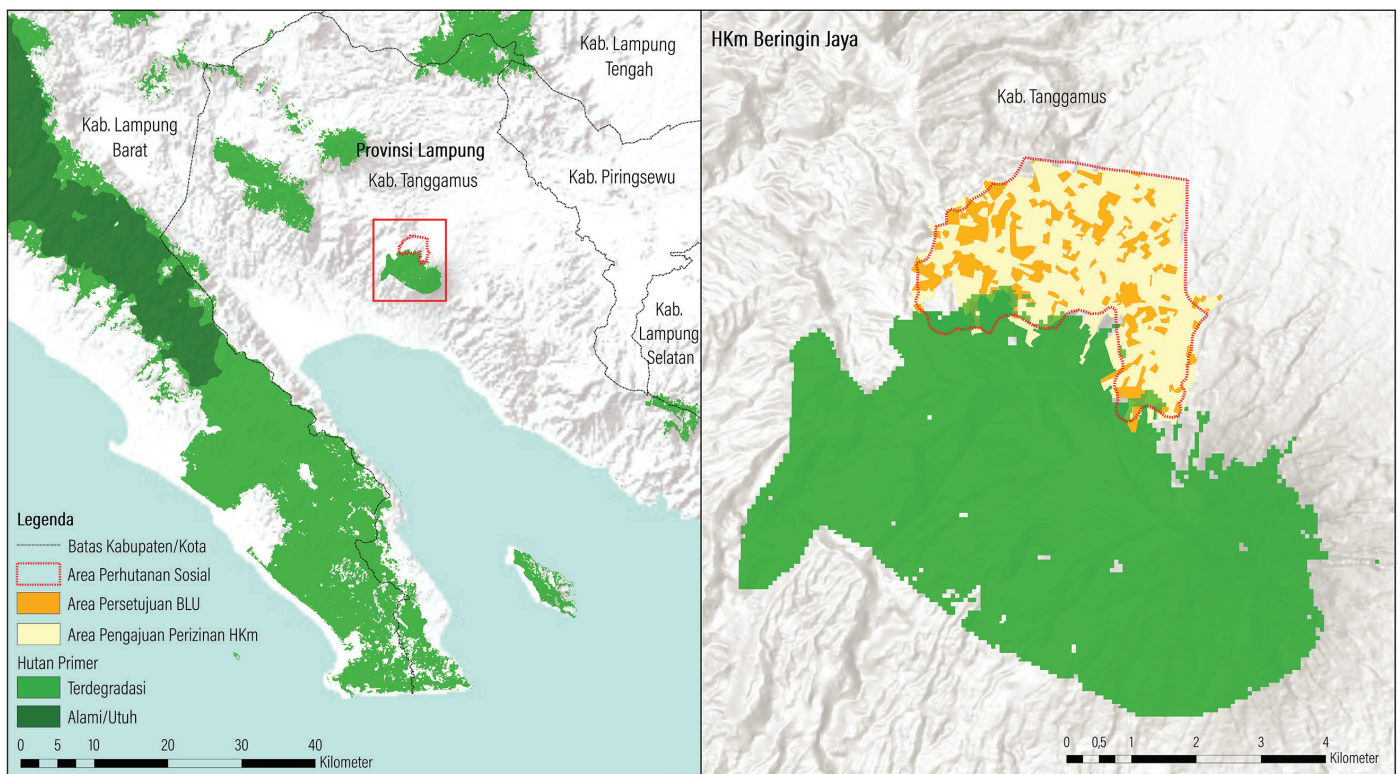 Kab. Lampung
Tengah
Kab. Lampung
Barat
Provinsi Lampung
Kab. Tanggamus
Kab. Piringsewu
Kab.
Lampung
Selatan
Legenda
Batas Kabupaten/Kota
Area Perhutanan Sosial
Area Persetujuan BLU
Area Pengajuan Perizinan HKm
Hutan Primer
Terdegradasi
Alami/Utuh
0 5 10 20 30 40
Kilometer
HKm Beringin Jaya
Kab. Tanggamus
0 0,5 1 2 3 4
Kilometer